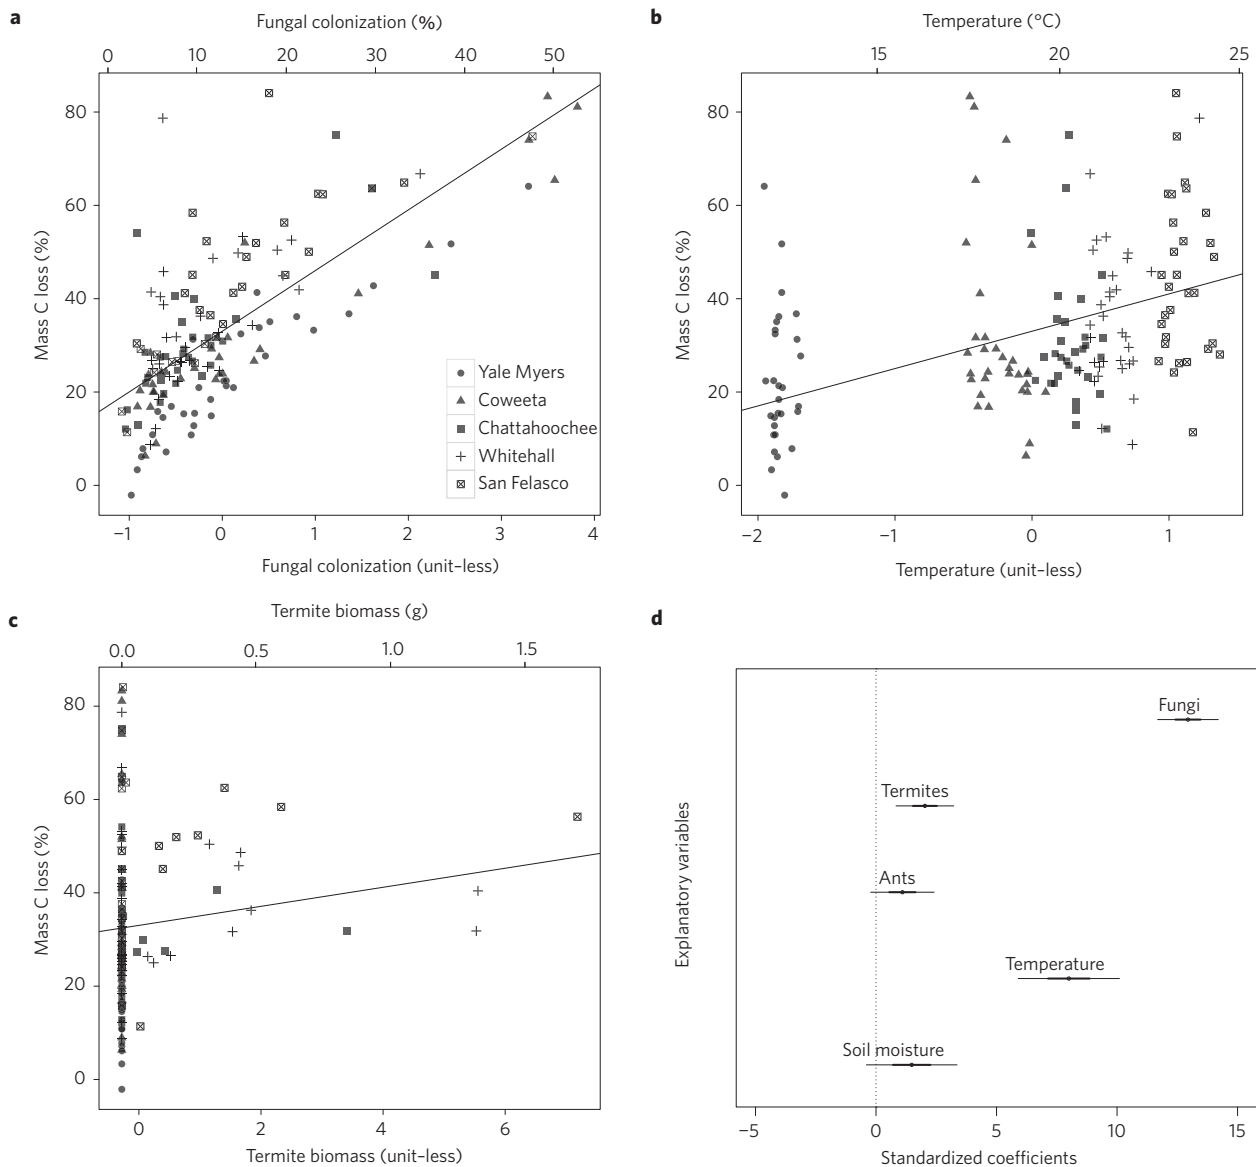 a
Fungal colonization (%)
0 10 20 30 40 50
Mass C loss (%)
80
60
40
20
0
Yale Myers
Coweeta
Chattahoochee
Whitehall
San Felasco
−1 0 1 2 3 4
Fungal colonization (unit–less)
b
Temperature (°C)
15 20 25
Mass C loss (%)
80
60
40
20
0
−2 −1 0 1
Temperature (unit–less)
c
Termite biomass (g)
0.0 0.5 1.0 1.5
Mass C loss (%)
80
60
40
20
0
0 2 4 6
Termite biomass (unit–less)
d
Explanatory variables
Fungi
Termites
Ants
Temperature
Soil moisture
−5 0 5 10 15
Standardized coefficients